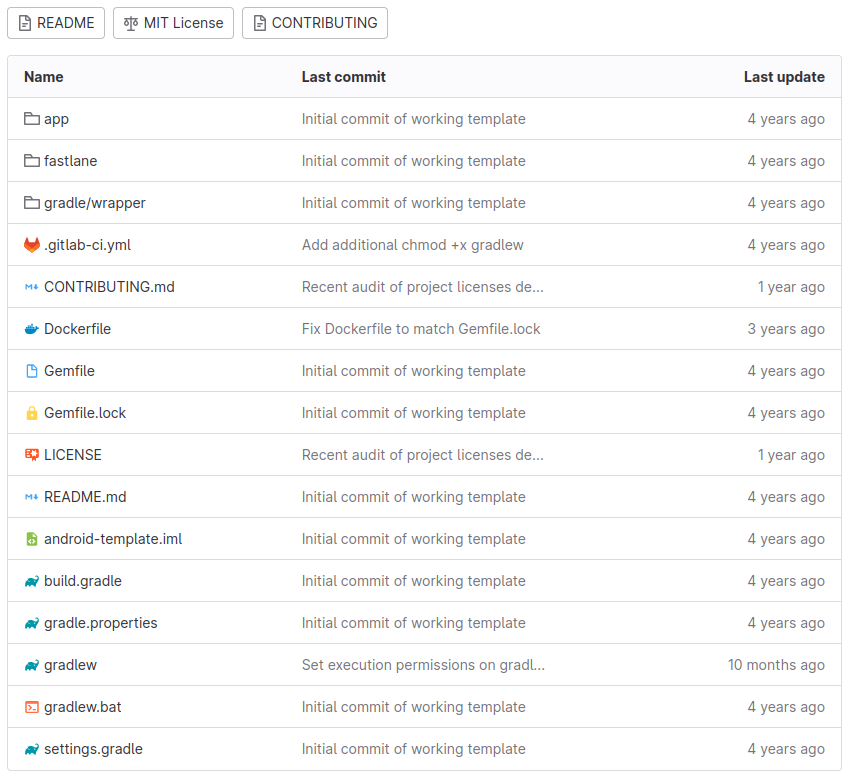 README MIT License CONTRIBUTING
Name Last commit Last update
app Initial commit of working template 4 years ago
fastlane Initial commit of working template 4 years ago
gradle/wrapper Initial commit of working template 4 years ago
.gitlab-ci.yml Add additional chmod +x gradlew 4 years ago
CONTRIBUTING.md Recent audit of project licenses de... 1 year ago
Dockerfile Fix Dockerfile to match Gemfile.lock 3 years ago
Gemfile Initial commit of working template 4 years ago
Gemfile.lock Initial commit of working template 4 years ago
LICENSE Recent audit of project licenses de... 1 year ago
README.md Initial commit of working template 4 years ago
android-template.iml Initial commit of working template 4 years ago
build.gradle Initial commit of working template 4 years ago
gradle.properties Initial commit of working template 4 years ago
gradlew Set execution permissions on gradl... 10 months ago
gradlew.bat Initial commit of working template 4 years ago
settings.gradle Initial commit of working template 4 years ago